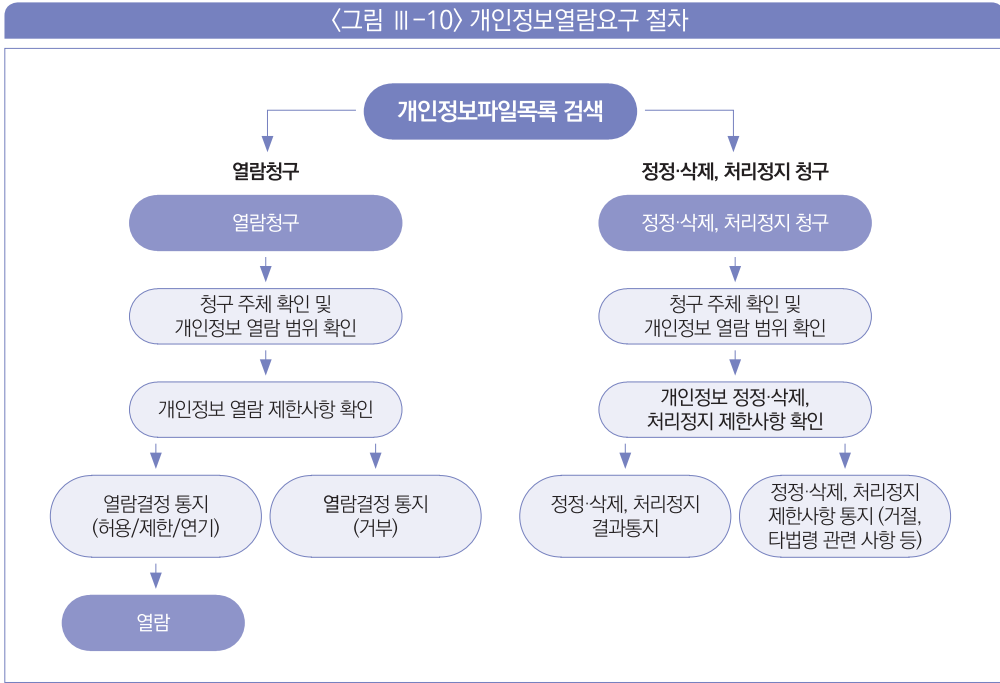 〈그림 Ⅲ-10〉 개인정보열람요구 절차
개인정보파일목록 검색
열람청구
열람청구
청구 주체 확인 및
개인정보 열람 범위 확인
개인정보 열람 제한사항 확인
열람결정 통지
(허용/제한/연기)
열람결정 통지
(거부)
열람
정정·삭제, 처리정지 청구
정정·삭제, 처리정지 청구
청구 주체 확인 및
개인정보 열람 범위 확인
개인정보 정정·삭제,
처리정지 제한사항 확인
정정·삭제, 처리정지
결과통지
정정·삭제, 처리정지
제한사항 통지 (거절,
타법령 관련 사항 등)